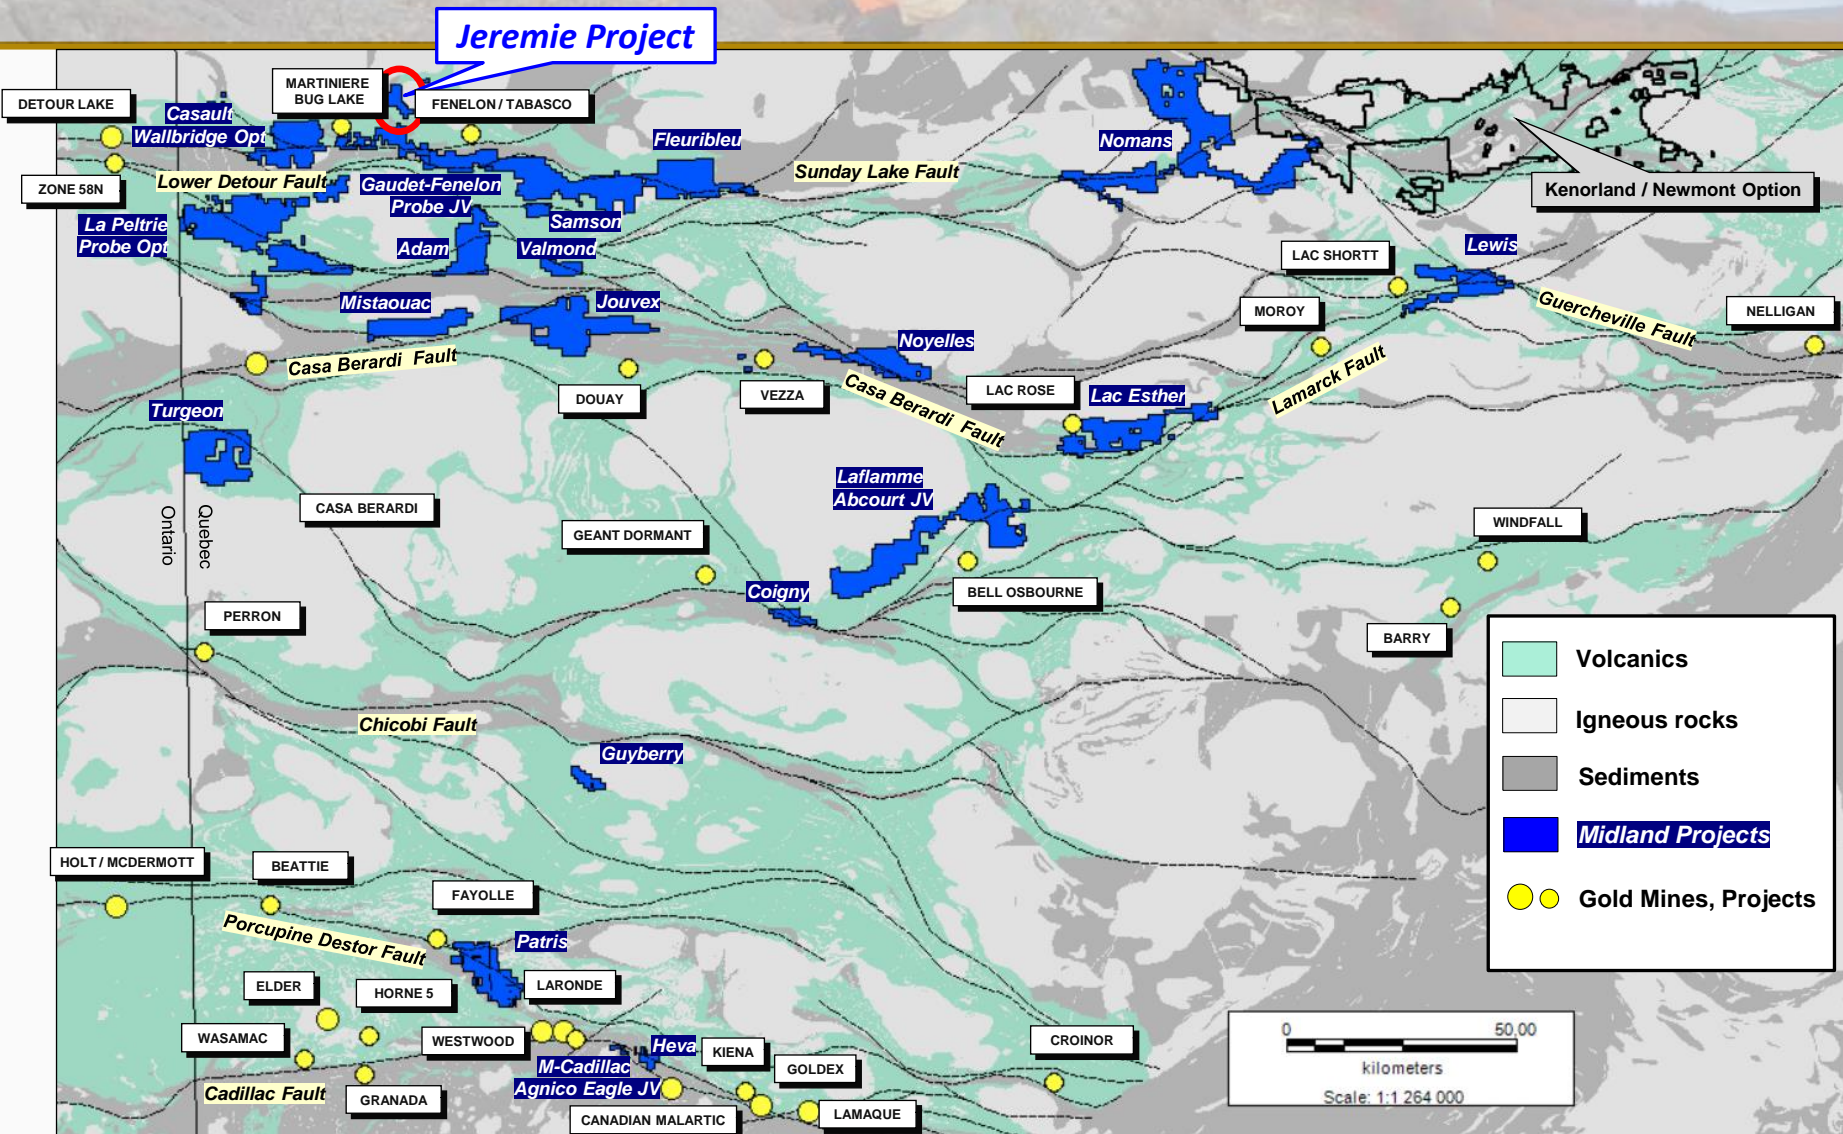 Jeremie Project
MARTINIERE
BUG LAKE
FENELON / TABASCO
DETOUR LAKE
Casault
Wallbridge Opt
Fleuribleu
Nomans
Sunday Lake Fault
Kenorland / Newmont Option
ZONE 58N
Lower Detour Fault
Gaudet-Fenelon
Probe JV
Samson
La Peltrie
Probe Opt
Adam
Valmond
LAC SHORTT
Lewis
Mistaouac
Jouvex
MOROY
Guercheville Fault
NELLIGAN
Noyelles
Casa Berardi Fault
DOUAY
VEZZA
Casa Berardi Fault
LAC ROSE
Lac Esther
Lamarck Fault
Turgeon
CASA BERARDI
Laflamme
Abcourt JV
Ontario
Quebec
GEANT DORMANT
WINDFALL
Coigny
BELL OSBOURNE
PERRON
BARRY
Volcanics
Igneous rocks
Sediments
Midland Projects
Gold Mines, Projects
Chicobi Fault
Guyberry
HOLT / MCDERMOTT
BEATTIE
FAYOLLE
Porcupine Destor Fault
Patris
ELDER
HORNE 5
LARONDE
WASAMAC
WESTWOOD
Heva
KIENA
GOLDEX
CROINOR
M-Cadillac
Agnico Eagle JV
Cadillac Fault
GRANADA
CANADIAN MALARTIC
LAMAQUE
0 50,00
kilometers
Scale: 1:1 264 000